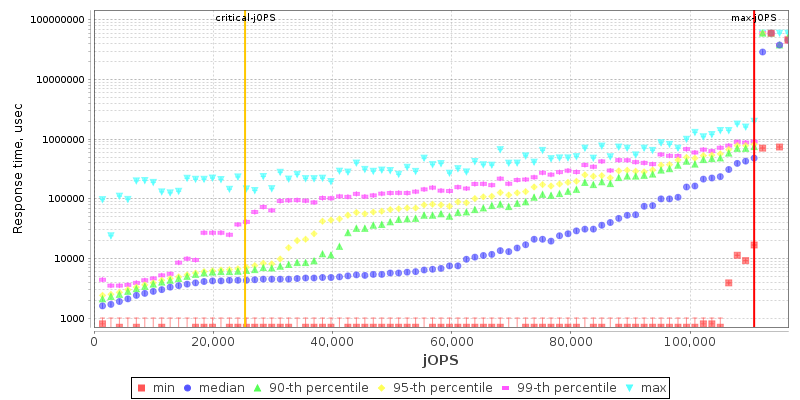 critical-jOPS max-jOPS
100000000
10000000
1000000
100000
10000
1000
Response time, usec
0 20,000 40,000 60,000 80,000 100,000
jOPS
min median 90-th percentile 95-th percentile 99-th percentile max